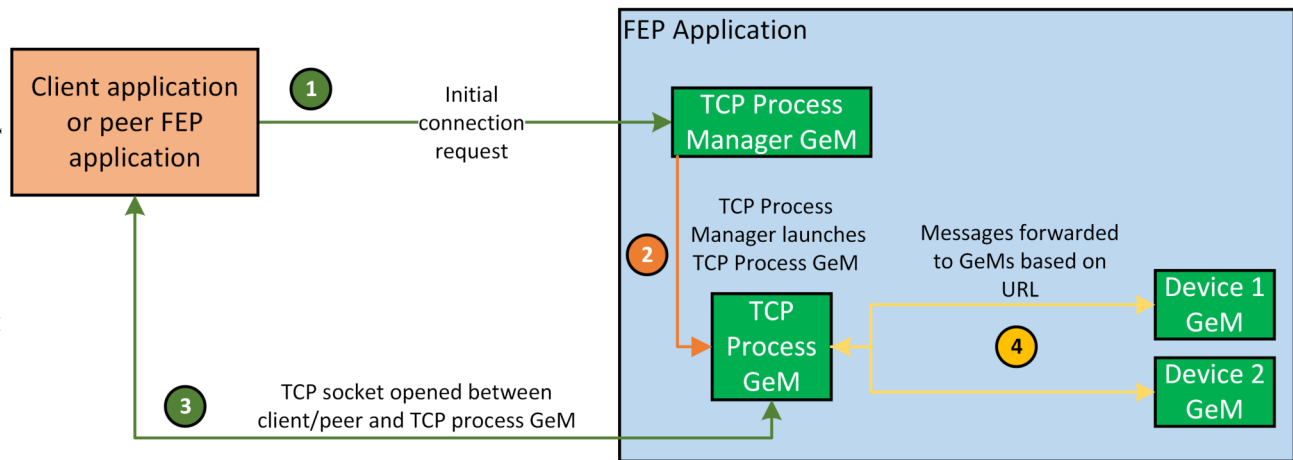 FEP Application
Client application
or peer FEP
application
1
Initial
connection
request
TCP Process
Manager GeM
2
TCP Process
Manager launches
TCP Process GeM
Messages forwarded
to GeMs based on
URL
TCP
Process
GeM
4
Device 1
GeM
Device 2
GeM
3
TCP socket opened between
client/peer and TCP process GeM